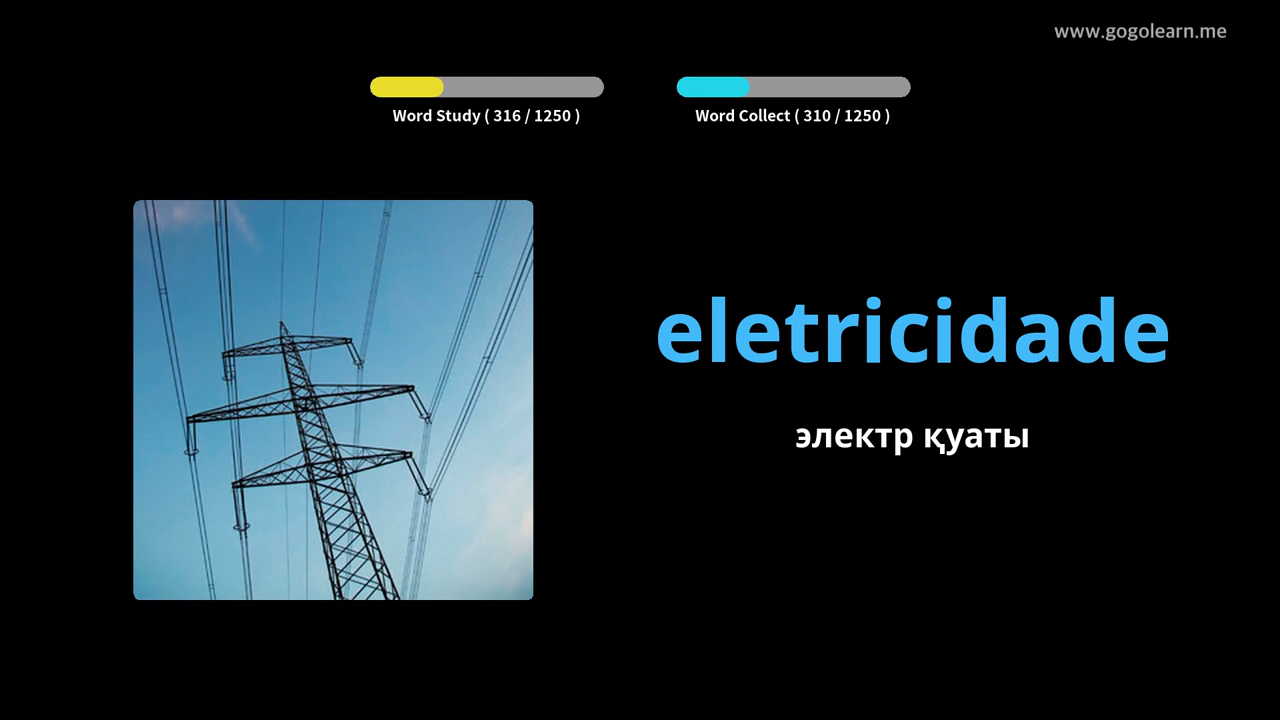 www.gogolearn.me
Word Study ( 316 / 1250 )
Word Collect ( 310 / 1250 )
eletricidade
электр қуаты